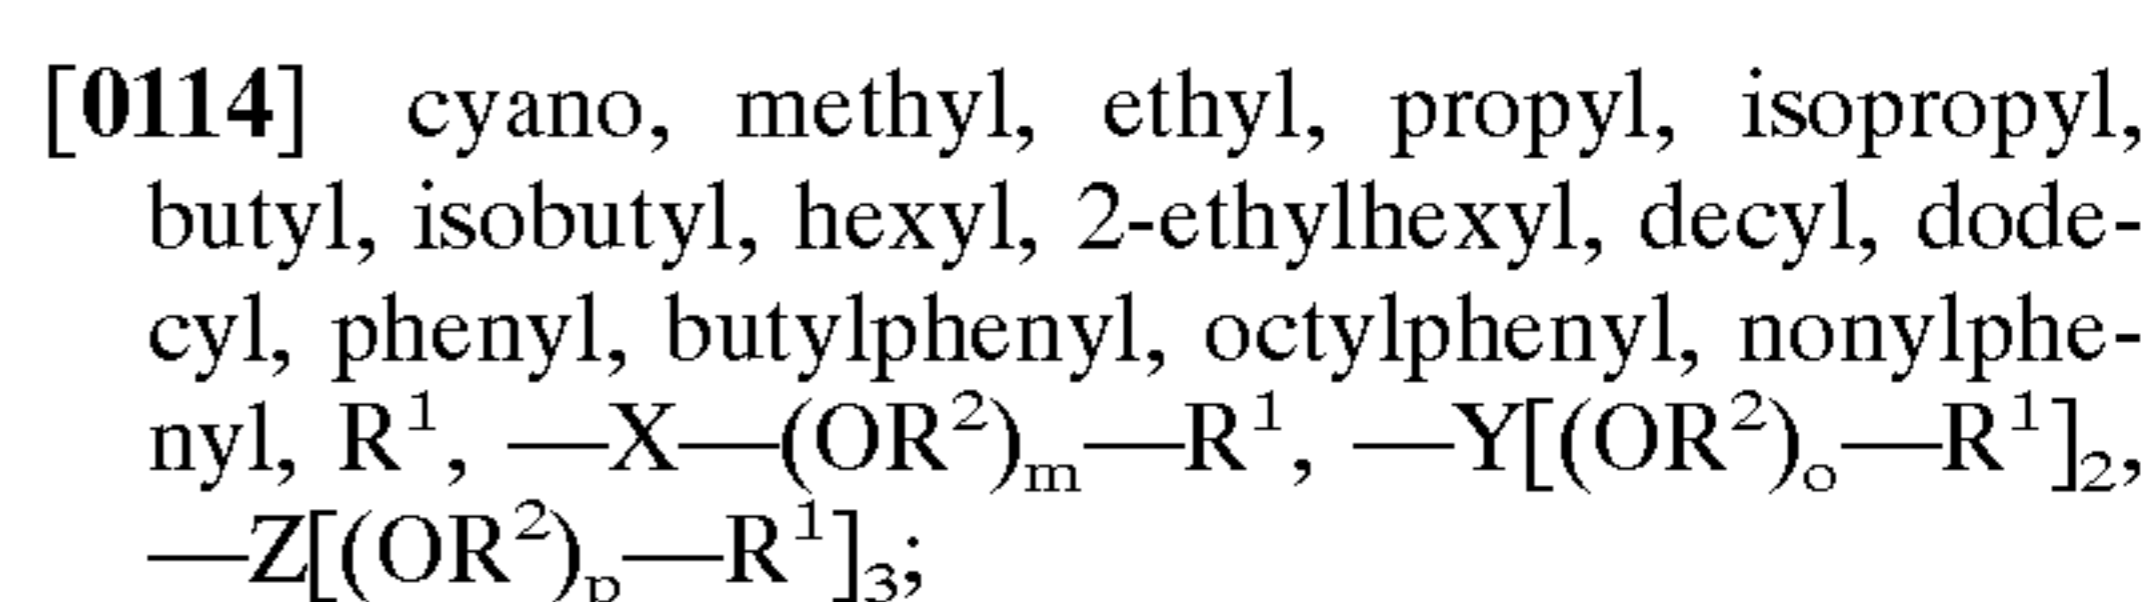 [0114] cyano, methyl, ethyl, propyl, isopropyl,
butyl, isobutyl, hexyl, 2-ethylhexyl, decyl, dode-
cyl, phenyl, butylphenyl, octylphenyl, nonylphe-
nyl, R¹, —X—(OR²)ₘ—R¹, —Y[(OR²)ₒ—R¹]₂,
—Z[(OR²)ₚ—R¹]₃;